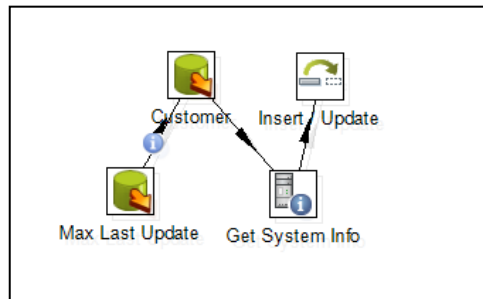 Customer
Insert / Update
Max Last Update
Get System Info